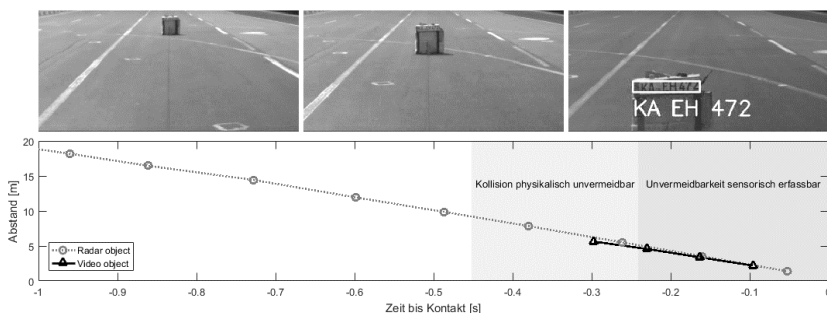 KA EH 472
KA EH 472
20
15
10
5
0
Abstand [m]
Kollision physikalisch unvermeidbar
Unvermeidbarkeit sensorisch erfassbar
Radar object
Video object
-1
-0.9
-0.8
-0.7
-0.6
-0.5
-0.4
-0.3
-0.2
-0.1
0
Zeit bis Kontakt [s]